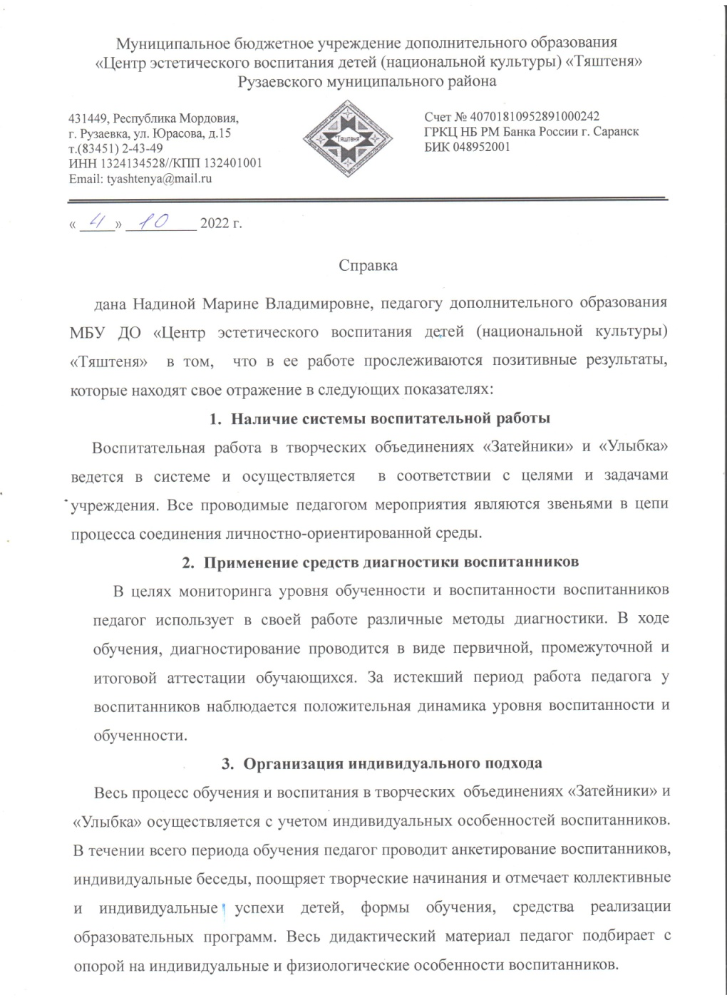 Муниципальное бюджетное учреждение дополнительного образования
«Центр эстетического воспитания детей (национальной культуры) «Тяштеня»
Рузаевского муниципального района
431449, Республика Мордовия,
г. Рузаевка, ул. Юрасова, д.15
т.(83451) 2-43-49
ИНН 1324134528//КПП 132401001
Email: tyashtenya@mail.ru
"Тяштеня"
Счет № 40701810952891000242
ГРКЦ НБ РМ Банка России г. Саранск
БИК 048952001
« 4 » 10 2022 г.
Справка
дана Надиной Марине Владимировне, педагогу дополнительного образования
МБУ ДО «Центр эстетического воспитания детей (национальной культуры)
«Тяштеня» в том, что в ее работе прослеживаются позитивные результаты,
которые находят свое отражение в следующих показателях:
1. Наличие системы воспитательной работы
Воспитательная работа в творческих объединениях «Затейники» и «Улыбка»
ведется в системе и осуществляется в соответствии с целями и задачами
учреждения. Все проводимые педагогом мероприятия являются звеньями в цепи
процесса соединения личностно-ориентированной среды.
2. Применение средств диагностики воспитанников
В целях мониторинга уровня обученности и воспитанности воспитанников
педагог использует в своей работе различные методы диагностики. В ходе
обучения, диагностирование проводится в виде первичной, промежуточной и
итоговой аттестации обучающихся. За истекший период работа педагога у
воспитанников наблюдается положительная динамика уровня воспитанности и
обученности.
3. Организация индивидуального подхода
Весь процесс обучения и воспитания в творческих объединениях «Затейники» и
«Улыбка» осуществляется с учетом индивидуальных особенностей воспитанников.
В течении всего периода обучения педагог проводит анкетирование воспитанников,
индивидуальные беседы, поощряет творческие начинания и отмечает коллективные
и индивидуальные успехи детей, формы обучения, средства реализации
образовательных программ. Весь дидактический материал педагог подбирает с
опорой на индивидуальные и физиологические особенности воспитанников.